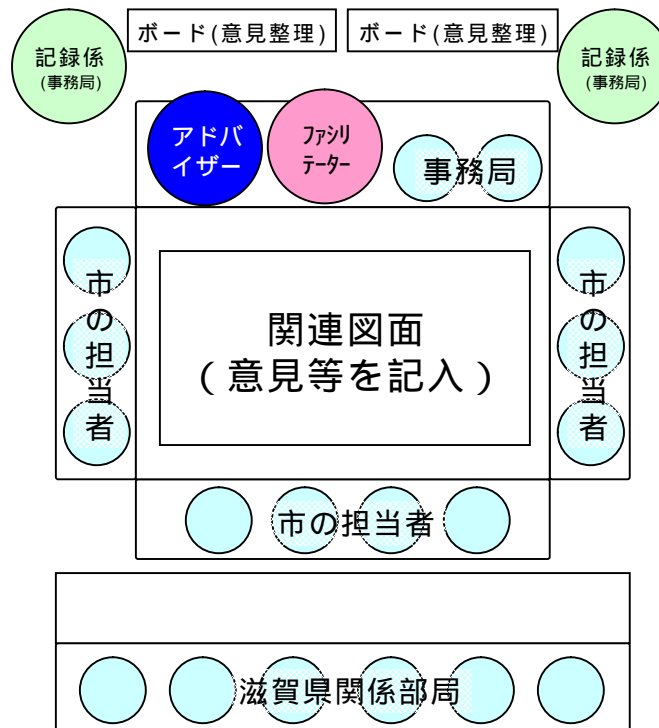 ボード(意見整理)
ボード(意見整理)
記録係
(事務局)
記録係
(事務局)
アドバ
イザー
ﾌｧｼﾘ
ﾃｰﾀｰ
事務局
市の担当者
関連図面
（意見等を記入）
市の担当者
市の担当者
滋賀県関係部局